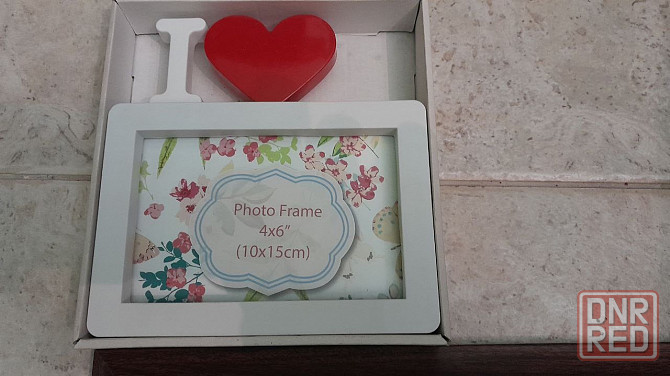 I
Photo Frame
4x6”
(10x15cm)
DNR
RED